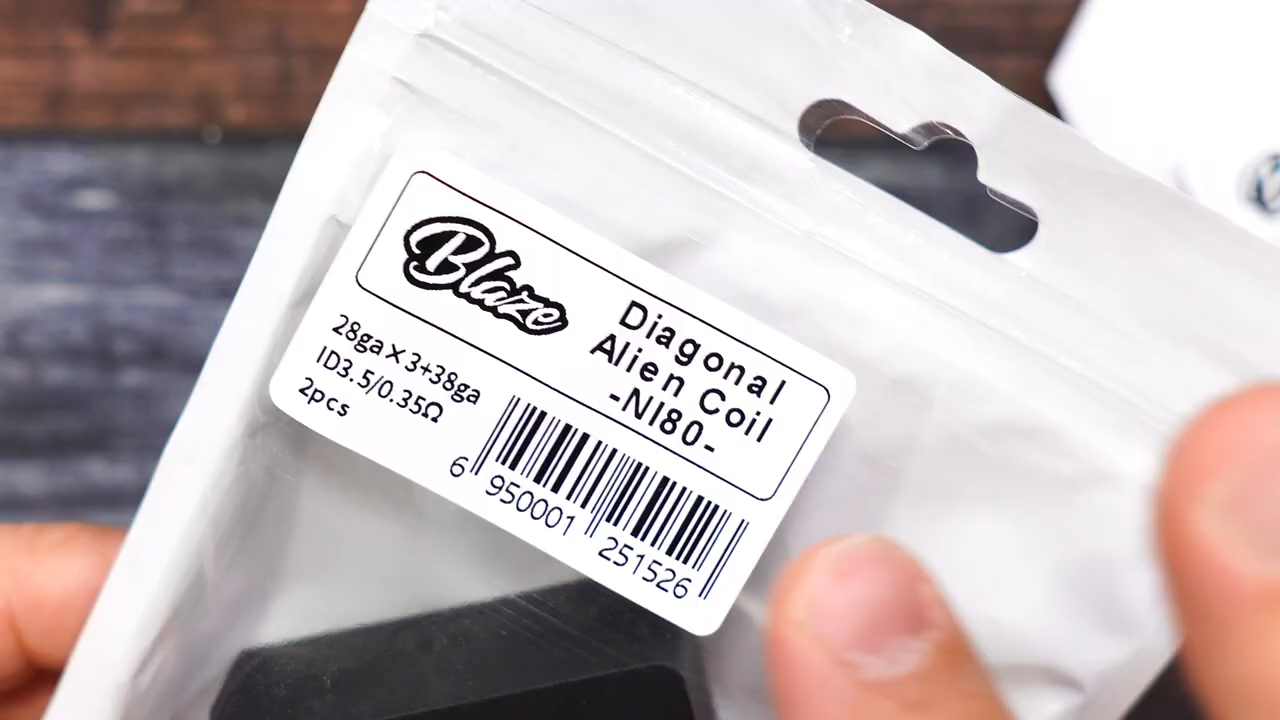 Blaze
Diagonal
Alien Coil
-NI80-
28ga×3+38ga
ID3.5/0.35Ω
2pcs
6 950001 251526